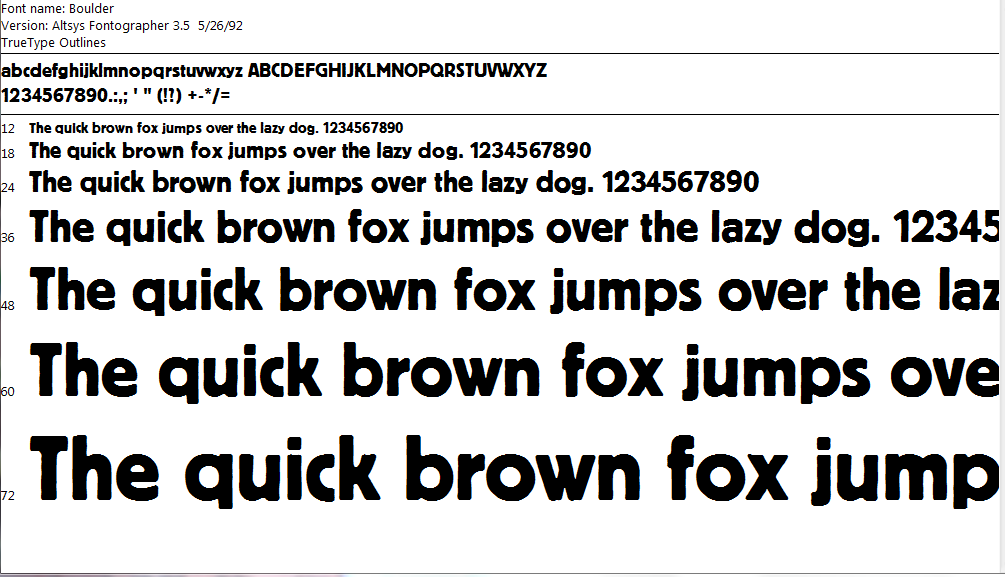 Font name: Boulder
Version: Altsys Fontographer 3.5  5/26/92
TrueType Outlines
abcdefghijklmnopqrstuvwxyz ABCDEFGHIJKLMNOPQRSTUVWXYZ
1234567890.:,; ' " (!?) +-*/=
12 The quick brown fox jumps over the lazy dog. 1234567890
18 The quick brown fox jumps over the lazy dog. 1234567890
24 The quick brown fox jumps over the lazy dog. 1234567890
36 The quick brown fox jumps over the lazy dog. 12345
48 The quick brown fox jumps over the laz
60 The quick brown fox jumps ove
72 The quick brown fox jump